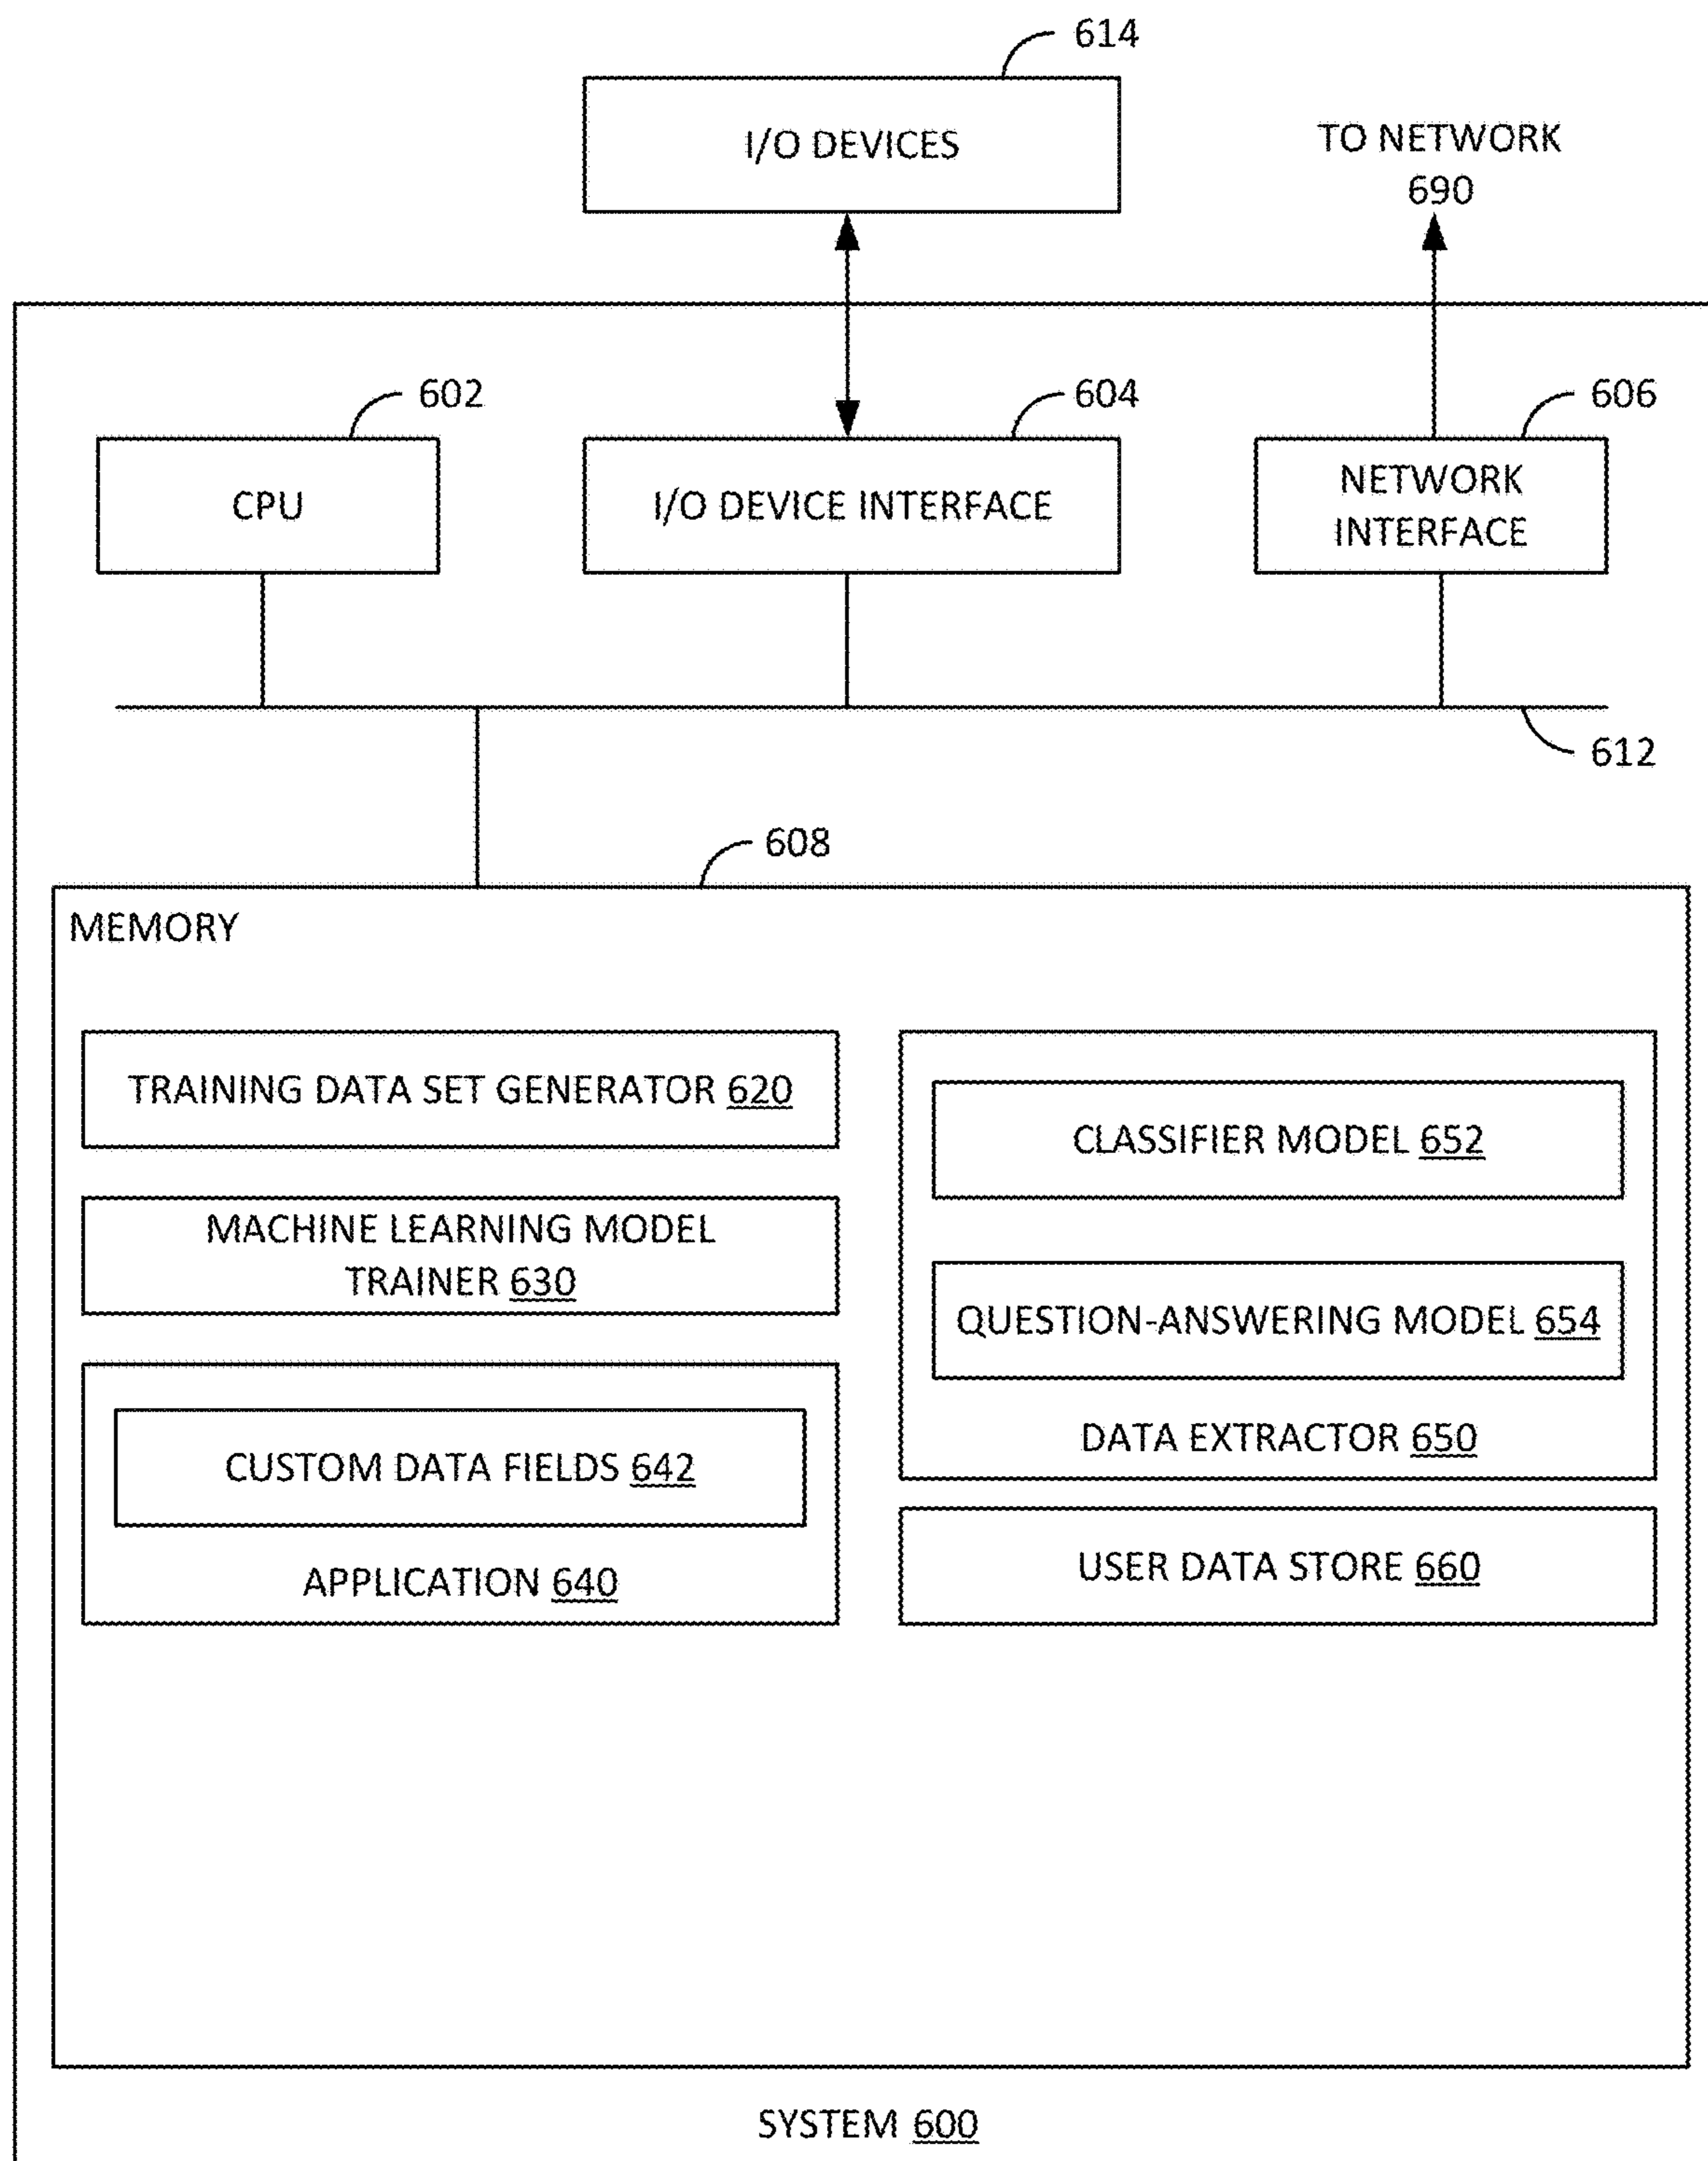 614
I/O DEVICES
TO NETWORK
690
602
604
606
CPU
I/O DEVICE INTERFACE
NETWORK
INTERFACE
612
608
MEMORY
TRAINING DATA SET GENERATOR 620
MACHINE LEARNING MODEL
TRAINER 630
CUSTOM DATA FIELDS 642
APPLICATION 640
CLASSIFIER MODEL 652
QUESTION-ANSWERING MODEL 654
DATA EXTRACTOR 650
USER DATA STORE 660
SYSTEM 600